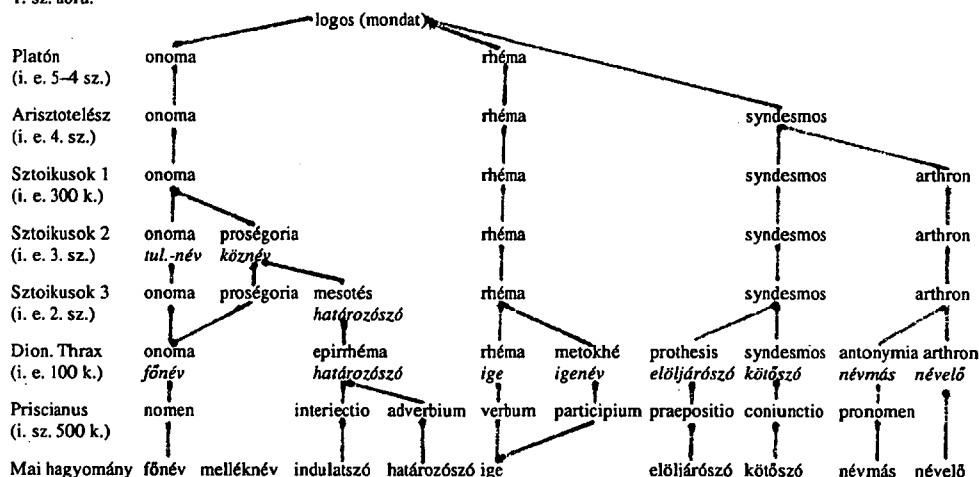 1. sz. ábra.
logos (mondat)
Platón onoma rhéma
(i. e. 5–4 sz.)
Arisztotelész onoma rhéma syndesmos
(i. e. 4. sz.)
Sztoikusok 1 onoma rhéma syndesmos arthron
(i. e. 300 k.)
Sztoikusok 2 onoma proségoria rhéma syndesmos arthron
(i. e. 3. sz.) tul.-név köznév
Sztoikusok 3 onoma proségoria mesotés rhéma syndesmos arthron
(i. e. 2. sz.) határozószó
Dion. Thrax onoma epirrhéma rhéma metokhé prothesis syndesmos antonymia arthron
(i. e. 100 k.) főnév határozószó ige igenév elöljárószó kötőszó névmás névelő
Priscianus nomen interiectio adverbium verbum participium praepositio coniunctio pronomen
(i. sz. 500 k.)
Mai hagyomány főnév melléknév indulatszó határozószó ige elöljárószó kötőszó névmás névelő